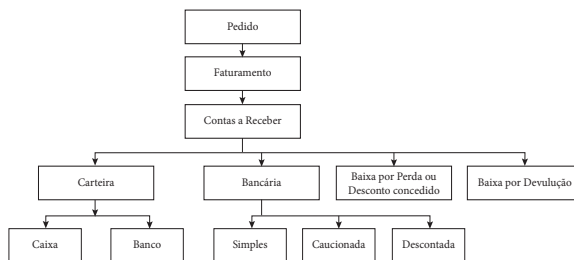 Pedido
Faturamento
Contas a Receber
Carteira
Bancária
Baixa por Perda ou
Desconto concedido
Baixa por Devulução
Caixa
Banco
Simples
Caucionada
Descontada